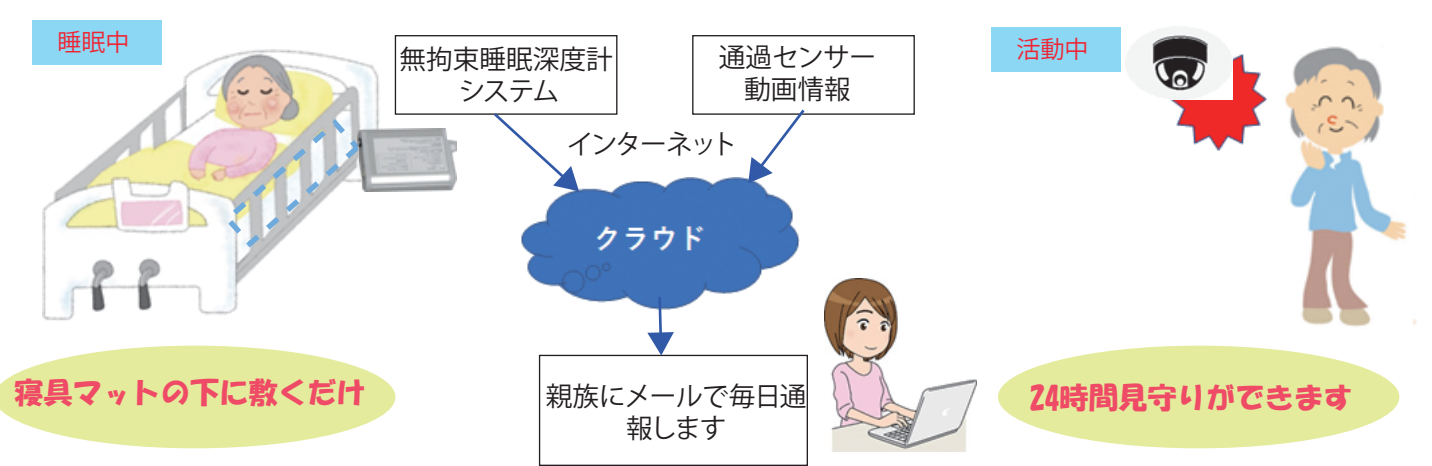 睡眠中
無拘束睡眠深度計
システム
通過センサー
動画情報
活動中
インターネット
クラウド
親族にメールで毎日通
報します
寝具マットの下に敷くだけ
24時間見守りができます